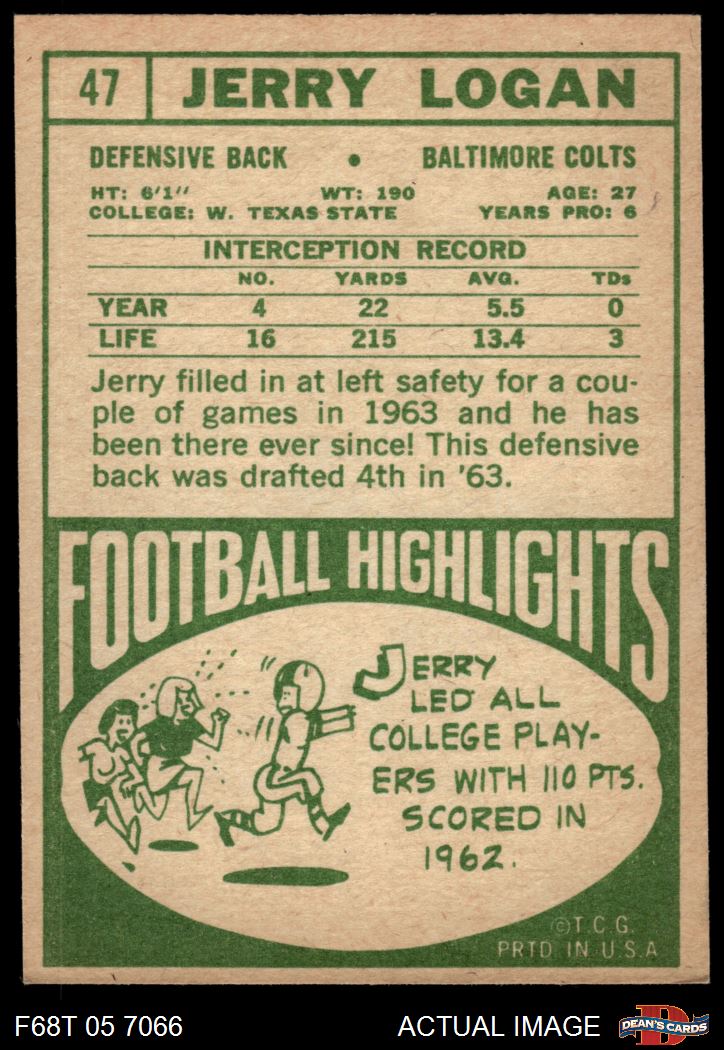 47 JERRY LOGAN
DEFENSIVE BACK • BALTIMORE COLTS
HT: 6'1" WT: 190 AGE: 27
COLLEGE: W. TEXAS STATE YEARS PRO: 6
INTERCEPTION RECORD
NO. YARDS AVG. TDs
YEAR 4 22 5.5 0
LIFE 16 215 13.4 3
Jerry filled in at left safety for a cou-
ple of games in 1963 and he has
been there ever since! This defensive
back was drafted 4th in '63.
FOOTBALL HIGHLIGHTS
JERRY
LED ALL
COLLEGE PLAY-
ERS WITH 110 PTS.
SCORED IN
1962.
©T.C.G.
PRTD IN U.S.A
F68T 05 7066 ACTUAL IMAGE D DEAN'S CARDS